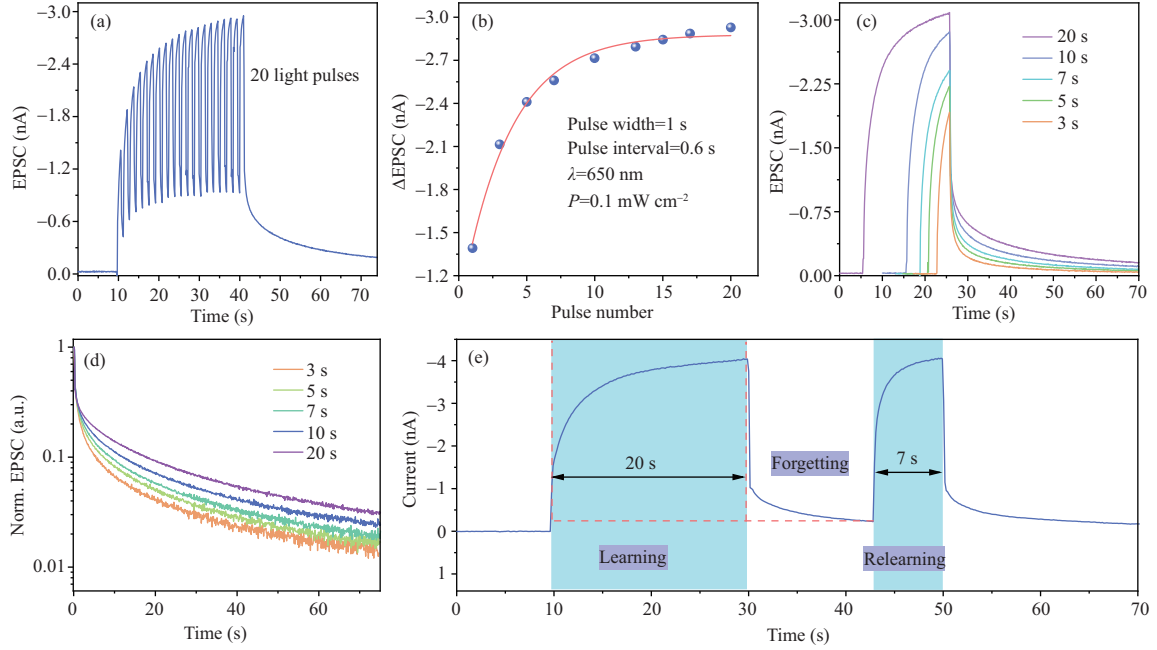 (a)
20 light pulses
EPSC (nA)
−3.0
−2.4
−1.8
−1.2
−0.6
0.0
0 10 20 30 40 50 60 70
Time (s)
(b)
ΔEPSC (nA)
−3.0
−2.7
−2.4
−2.1
−1.8
−1.5
−1.2
Pulse width=1 s
Pulse interval=0.6 s
λ=650 nm
P=0.1 mW cm⁻²
0 5 10 15 20
Pulse number
(c)
EPSC (nA)
−3.00
−2.25
−1.50
−0.75
0.00
20 s
10 s
7 s
5 s
3 s
0 10 20 30 40 50 60 70
Time (s)
(d)
Norm. EPSC (a.u.)
1
0.1
0.01
3 s
5 s
7 s
10 s
20 s
0 20 40 60
Time (s)
(e)
Current (nA)
−4
−3
−2
−1
0
1
20 s
Forgetting
7 s
Learning
Relearning
0 10 20 30 40 50 60 70
Time (s)